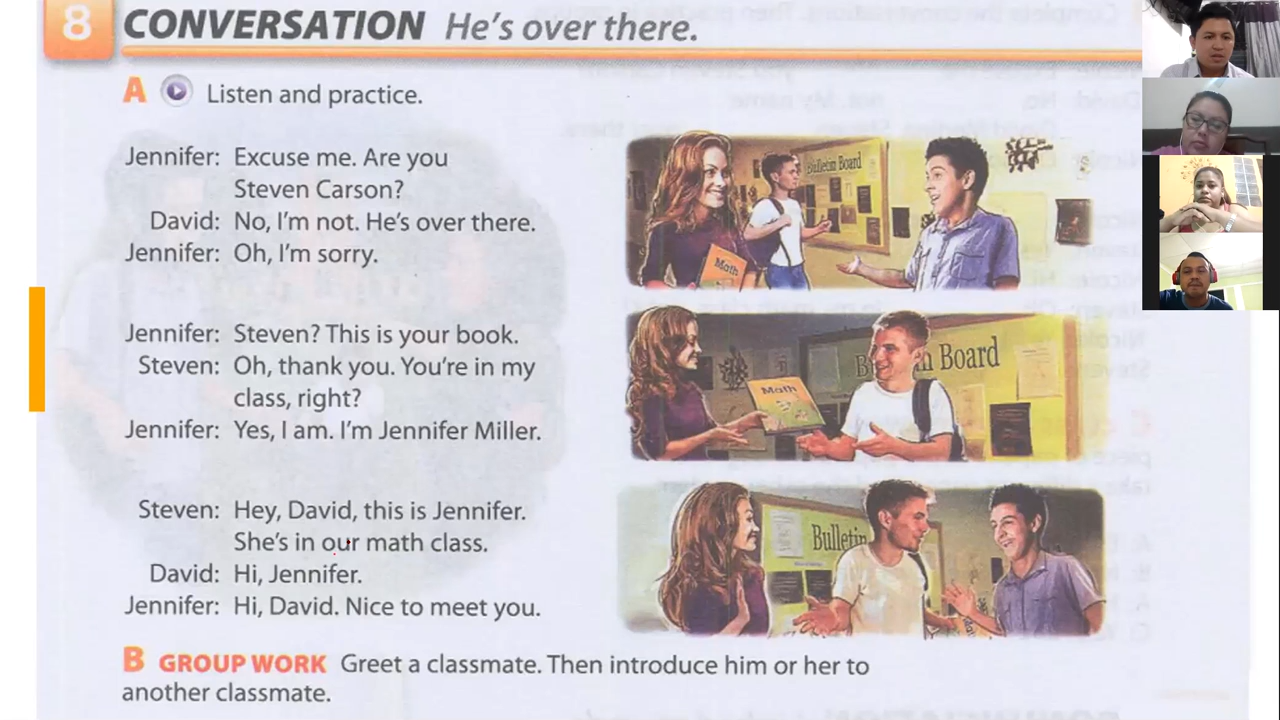 8 CONVERSATION He's over there.
A Listen and practice.
Jennifer: Excuse me. Are you
Steven Carson?
David: No, I'm not. He's over there.
Jennifer: Oh, I'm sorry.
Jennifer: Steven? This is your book.
Steven: Oh, thank you. You're in my
class, right?
Jennifer: Yes, I am. I'm Jennifer Miller.
Steven: Hey, David, this is Jennifer.
She's in our math class.
David: Hi, Jennifer.
Jennifer: Hi, David. Nice to meet you.
Bulletin Board
Math
Board
Math
Bulletin
B GROUP WORK Greet a classmate. Then introduce him or her to
another classmate.